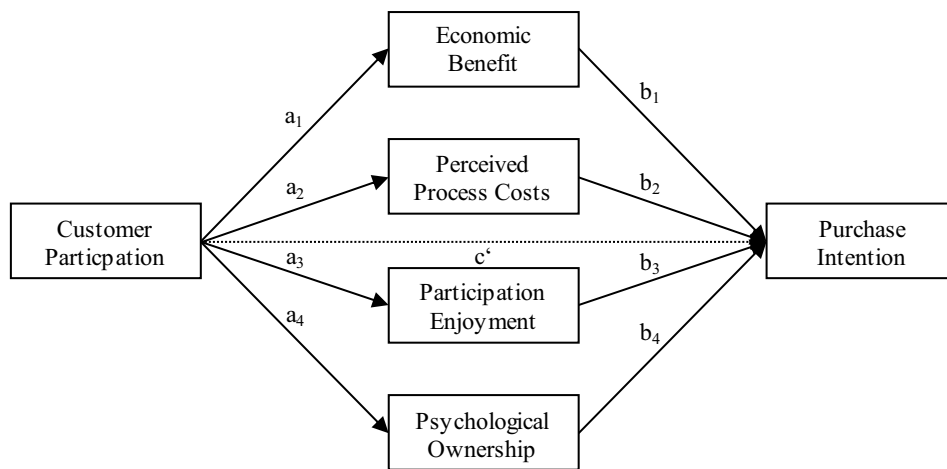 Economic
Benefit
a₁
b₁
Perceived
Process Costs
a₂
b₂
Customer
Particpation
Purchase
Intention
c‘
a₃
b₃
Participation
Enjoyment
a₄
b₄
Psychological
Ownership